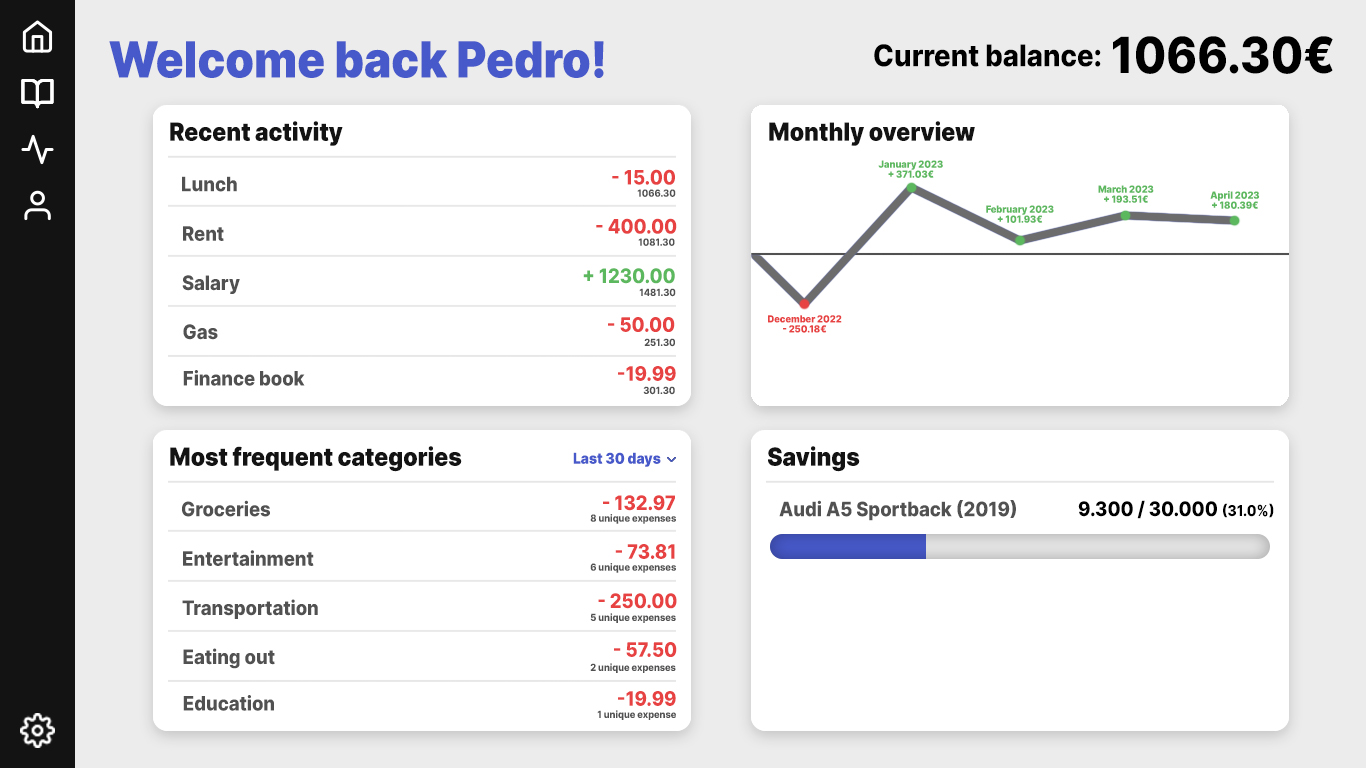 Welcome back Pedro!
Current balance: 1066.30€
Recent activity
Lunch
- 15.00
1066.30
Rent
- 400.00
1081.30
Salary
+ 1230.00
1481.30
Gas
- 50.00
251.30
Finance book
-19.99
301.30
Monthly overview
January 2023
+ 371.03€
February 2023
+ 101.93€
March 2023
+ 193.51€
April 2023
+ 180.39€
December 2022
- 250.18€
Most frequent categories
Last 30 days
Groceries
- 132.97
8 unique expenses
Entertainment
- 73.81
6 unique expenses
Transportation
- 250.00
5 unique expenses
Eating out
- 57.50
2 unique expenses
Education
-19.99
1 unique expense
Savings
Audi A5 Sportback (2019)
9.300 / 30.000 (31.0%)